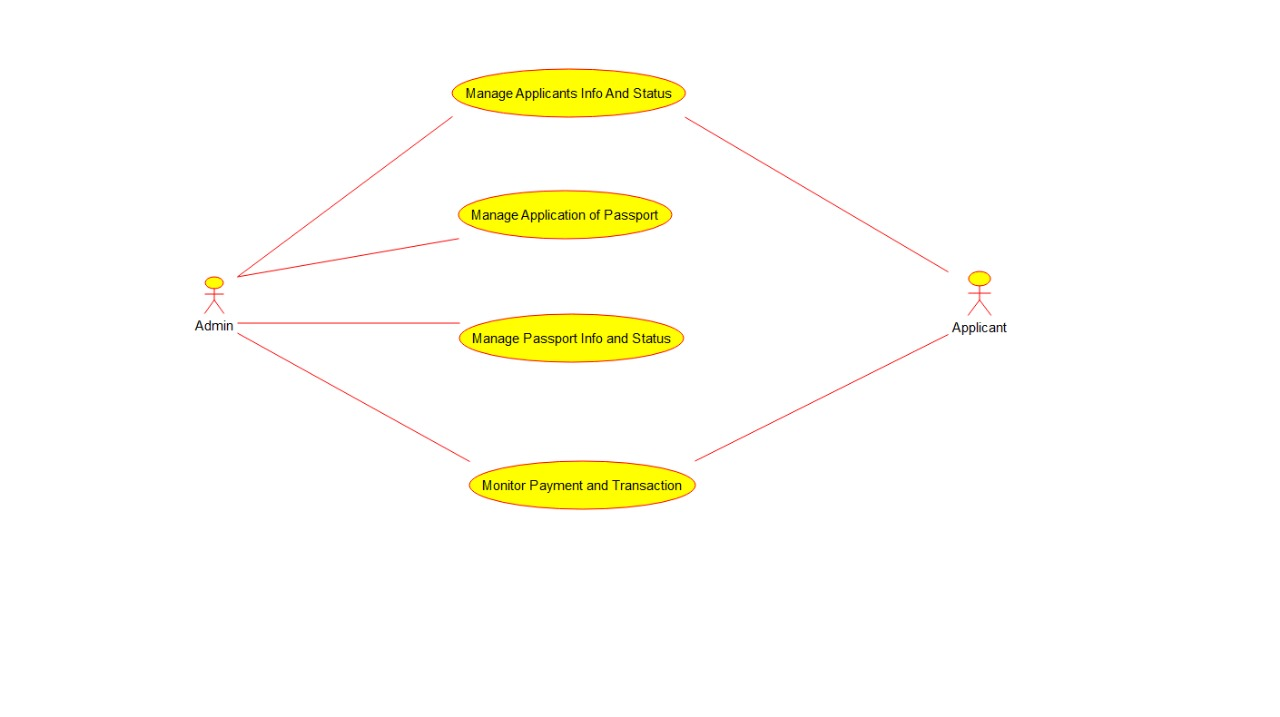 Manage Applicants Info And Status
Manage Application of Passport
Admin
Applicant
Manage Passport Info and Status
Monitor Payment and Transaction